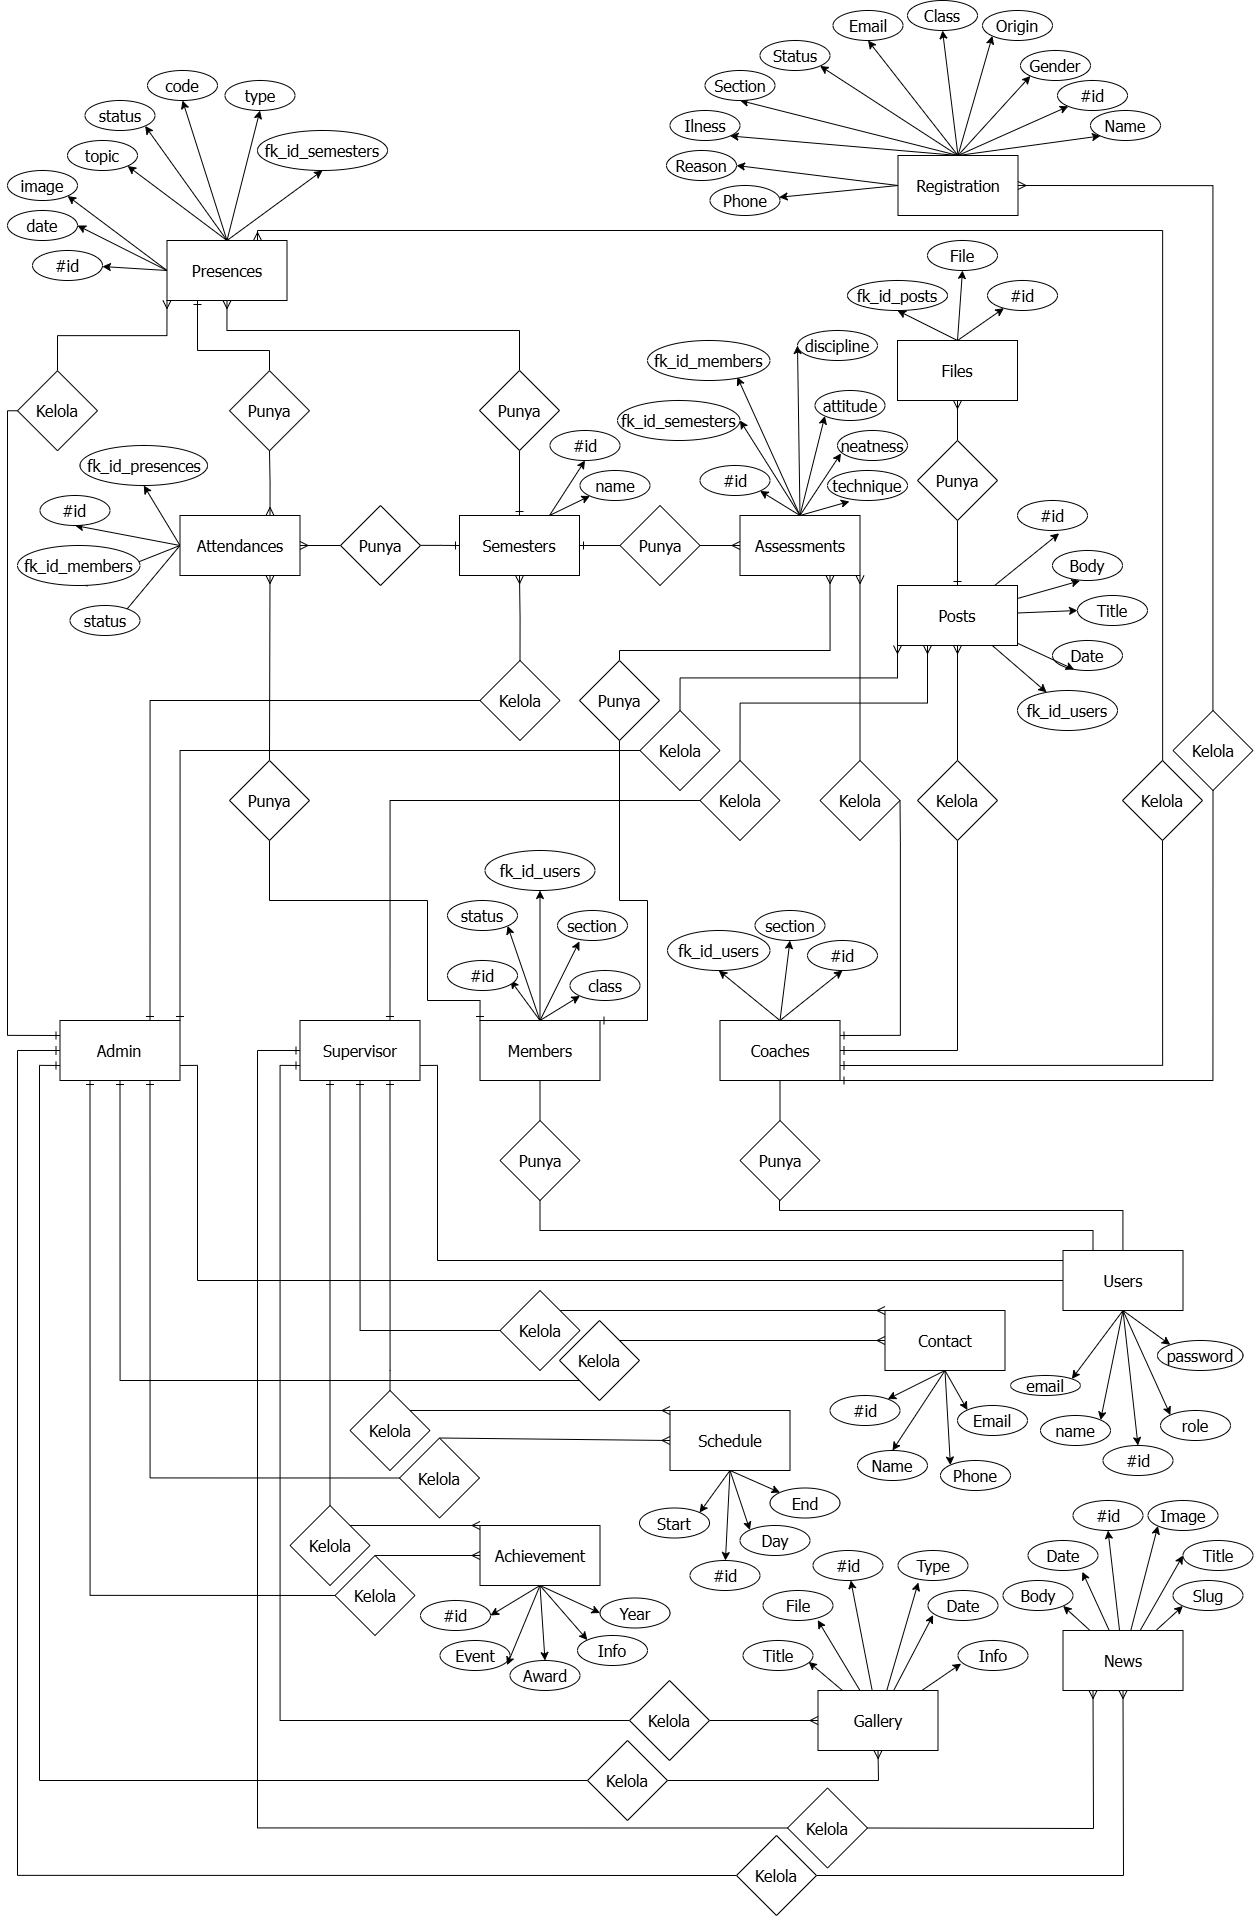 Email
Class
Origin
Status
Gender
Section
#id
Ilness
Name
Reason
Registration
Phone
code
type
status
fk_id_semesters
topic
image
date
#id
Presences
File
fk_id_posts
#id
Files
Kelola
Punya
Punya
discipline
fk_id_members
attitude
fk_id_semesters
neatness
#id
technique
Punya
#id
name
fk_id_presences
#id
Attendances
fk_id_members
status
Punya
Semesters
Punya
Assessments
#id
Body
Posts
Title
Date
fk_id_users
Kelola
Punya
Kelola
Kelola
Punya
Kelola
Kelola
Kelola
Kelola
fk_id_users
status
section
#id
class
fk_id_users
section
#id
Admin
Supervisor
Members
Coaches
Punya
Punya
Users
Kelola
Kelola
Contact
password
email
name
role
#id
#id
Email
Name
Phone
Kelola
Kelola
Schedule
Start
End
Day
#id
Kelola
Kelola
Achievement
#id
Year
Event
Info
Award
#id
Type
File
Date
Title
Info
#id
Image
Date
Title
Body
Slug
News
Kelola
Gallery
Kelola
Kelola
Kelola